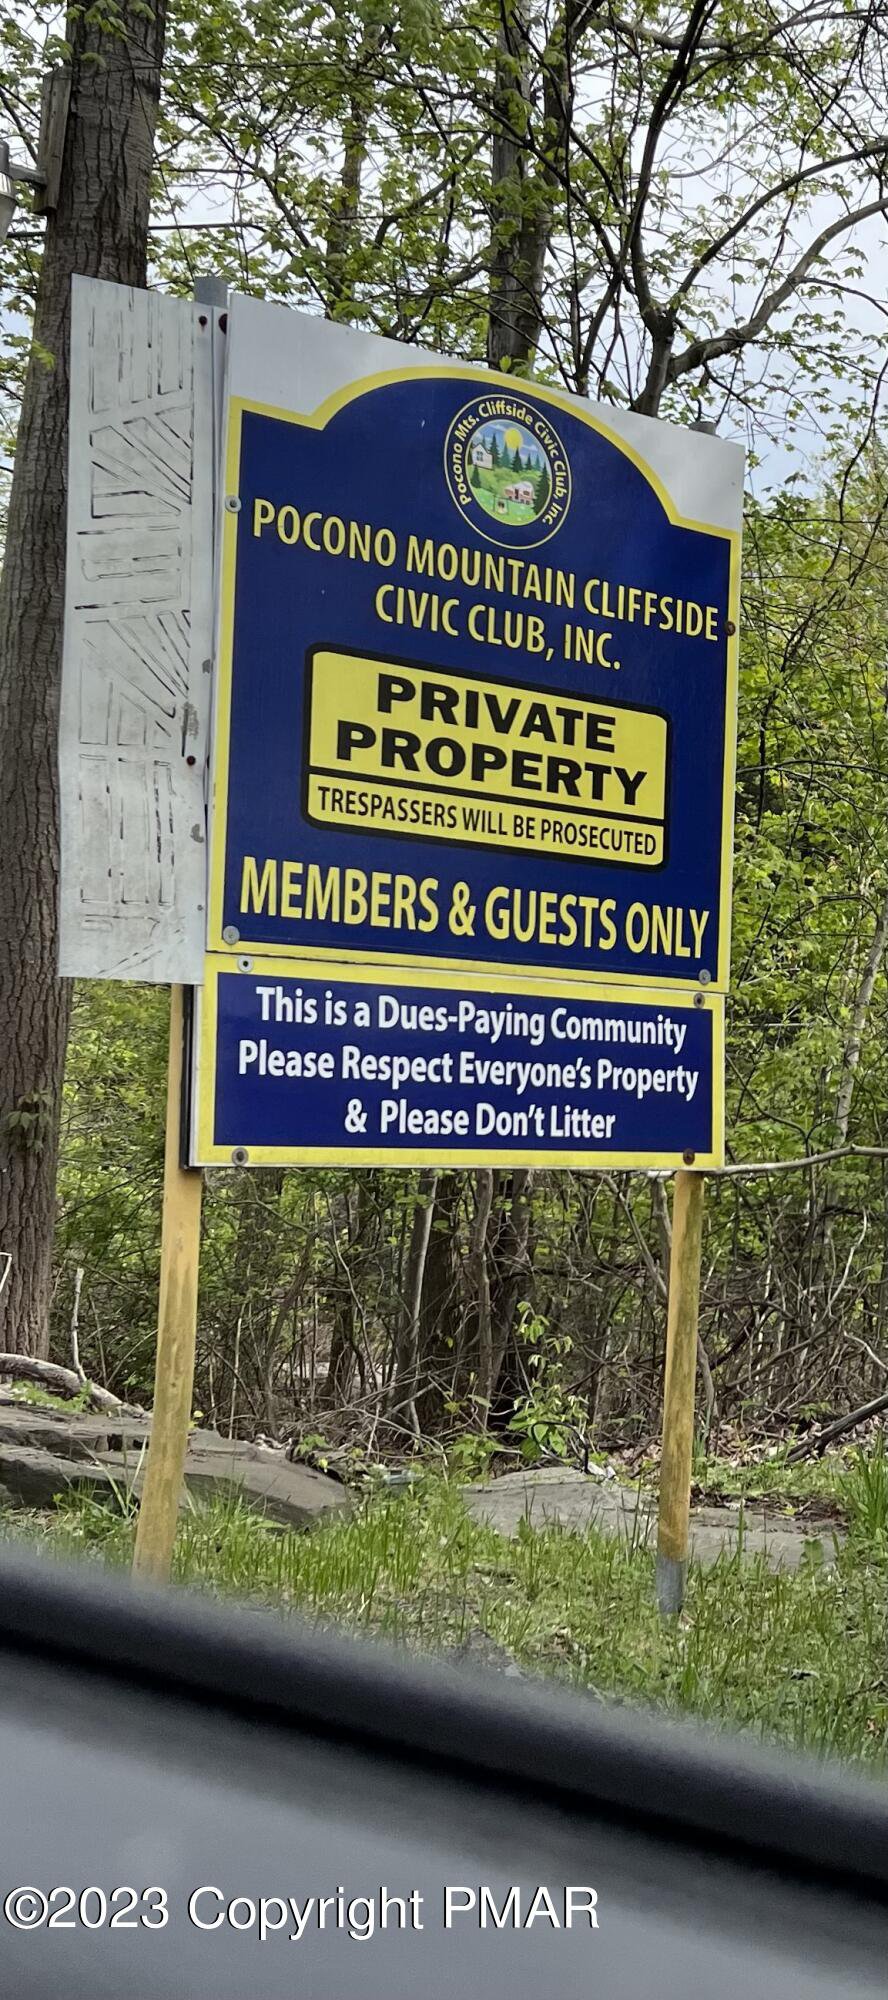 Pocono Mts. Cliffside Civic Club, Inc.
POCONO MOUNTAIN CLIFFSIDE
CIVIC CLUB, INC.
PRIVATE
PROPERTY
TRESPASSERS WILL BE PROSECUTED
MEMBERS & GUESTS ONLY
This is a Dues-Paying Community
Please Respect Everyone's Property
& Please Don't Litter
©2023 Copyright PMAR